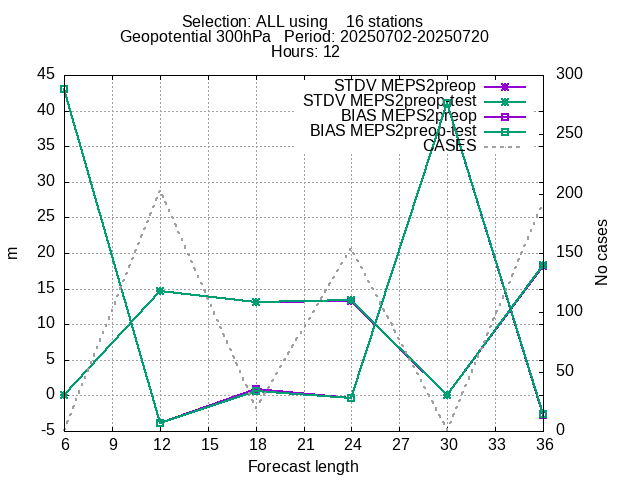 Selection: ALL using    16 stations
Geopotential 300hPa   Period: 20250702-20250720
Hours: 12
STDV MEPS2preop
STDV MEPS2preop-test
BIAS MEPS2preop
BIAS MEPS2preop-test
CASES
45
40
35
30
25
20
15
10
5
0
-5
m
300
250
200
150
100
50
0
No cases
6 9 12 15 18 21 24 27 30 33 36
Forecast length